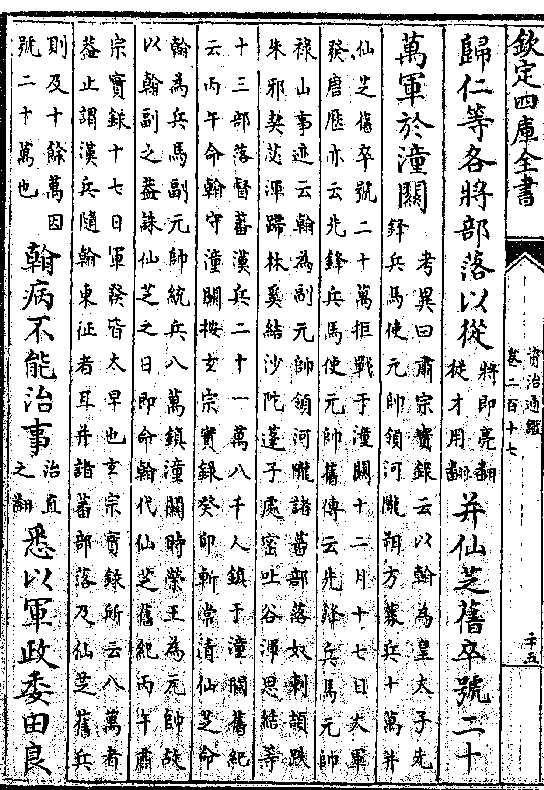 欽定四庫全書
資治通鑑
卷二百十七
二十五
歸仁等各將部落以從
將即亮翻
從才用翻
并仙芝舊卒號二十
萬軍於潼關
考異曰肅宗實錄云以翰為皇太子先
鋒兵馬使元帥領河隴朔方募兵十萬并
仙芝舊卒號二十萬拒戰于潼關十二月十七日大軍
發唐歷亦云先鋒兵馬使元帥舊傳云先鋒兵馬元帥
祿山事迹云翰為副元帥領河隴諸蕃部落奴剌頡跌
朱邪契苾渾蹛林奚結沙陀蓬子處密吐谷渾思結等
十三部落督蕃漢兵二十一萬八千人鎮于潼關舊紀
云丙午命翰守潼關按玄宗實錄癸卯斬常清仙芝命
翰為兵馬副元帥統兵八萬鎮潼關時榮王為元帥故
以翰副之蓋誅仙芝之日即命翰代仙芝舊紀丙午肅
宗實錄十七日軍發皆太早也玄宗實錄所云八萬者
蓋止謂漢兵隨翰東征者耳并諸蕃部落及仙芝舊兵
則及十餘萬因
號二十萬也
翰病不能治事
治直
之翻
悉以軍政委田良